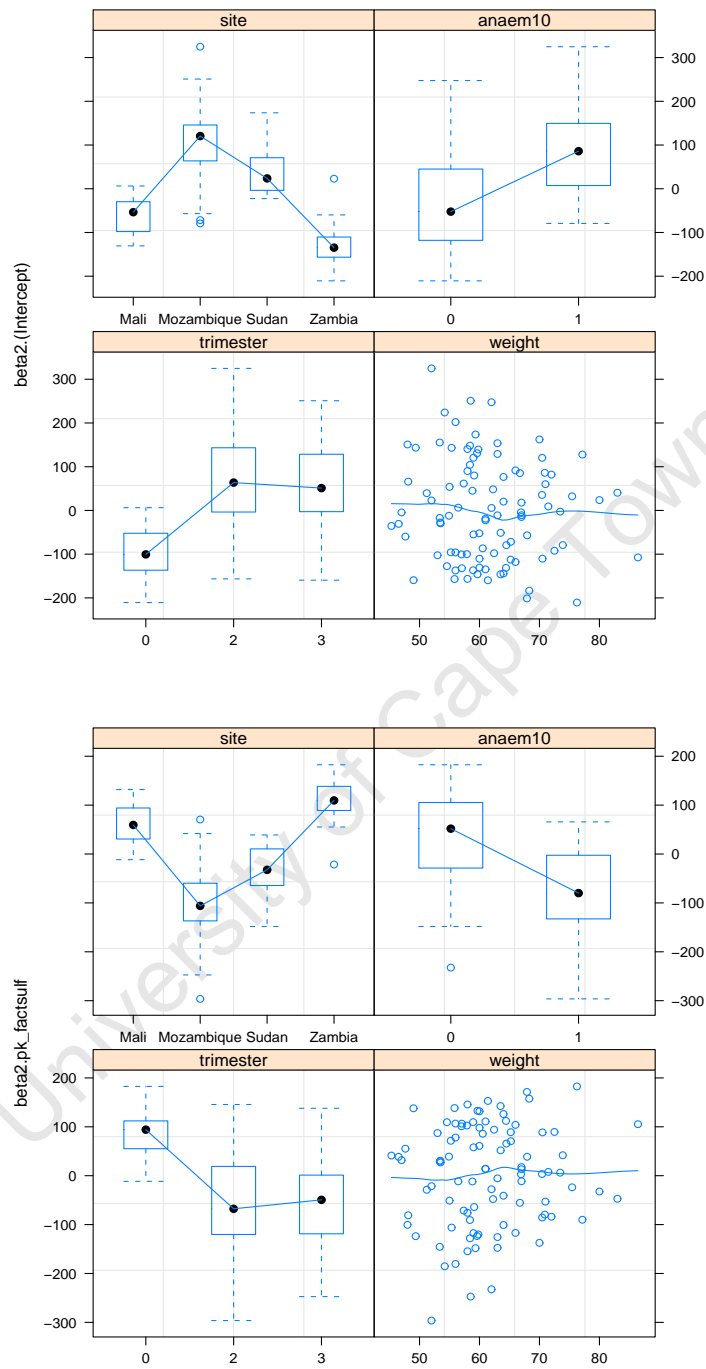 site anaem10
300
200
100
0
−100
−200
Mali Mozambique Sudan Zambia 0 1
beta2.(Intercept)
trimester weight
300
200
100
0
−100
−200
0 2 3 50 60 70 80
site anaem10
200
100
0
−100
−200
−300
Mali Mozambique Sudan Zambia 0 1
beta2.pk_factsulf
trimester weight
200
100
0
−100
−200
−300
0 2 3 50 60 70 80
University of Cape Town